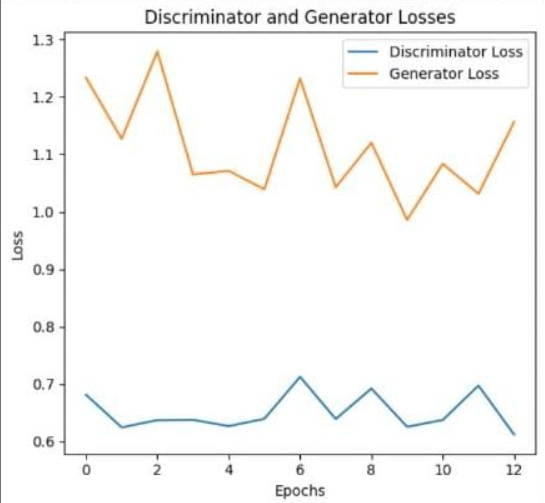 Discriminator and Generator Losses
Discriminator Loss
Generator Loss
1.3
1.2
1.1
1.0
0.9
0.8
0.7
0.6
Loss
0 2 4 6 8 10 12
Epochs